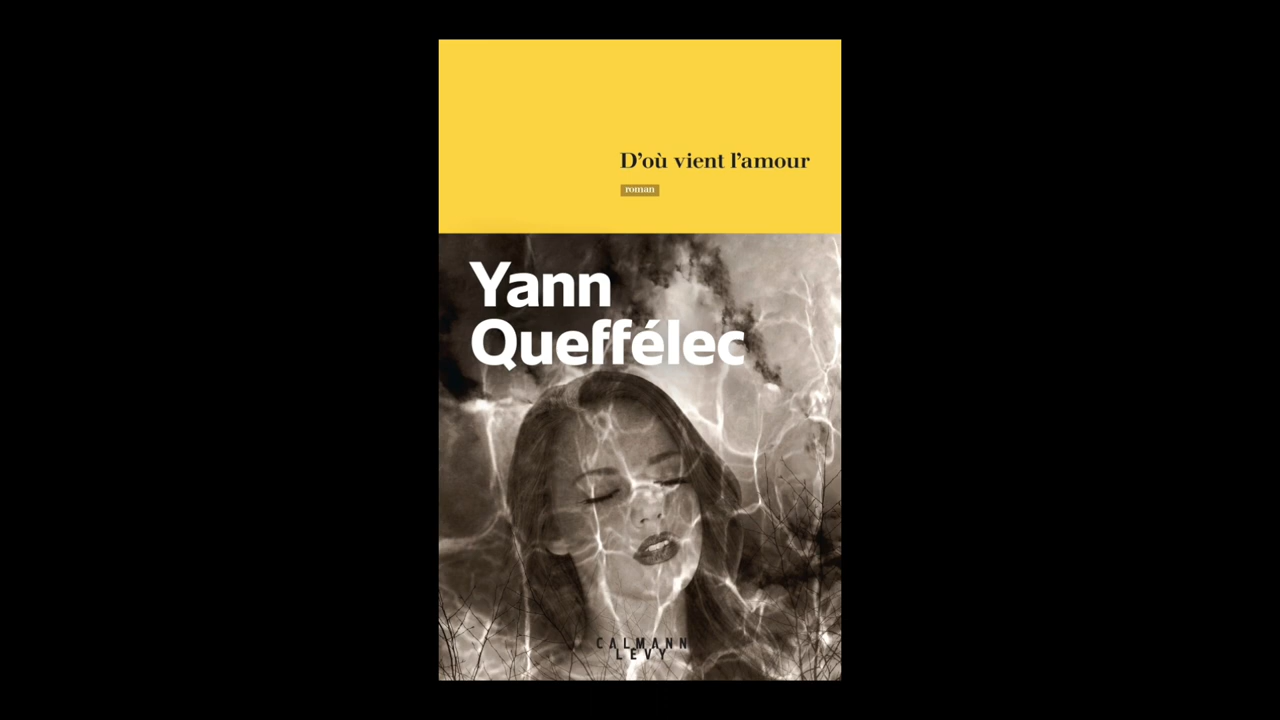 D'où vient l'amour
roman
Yann
Queffélec
CALMANN
LEVY